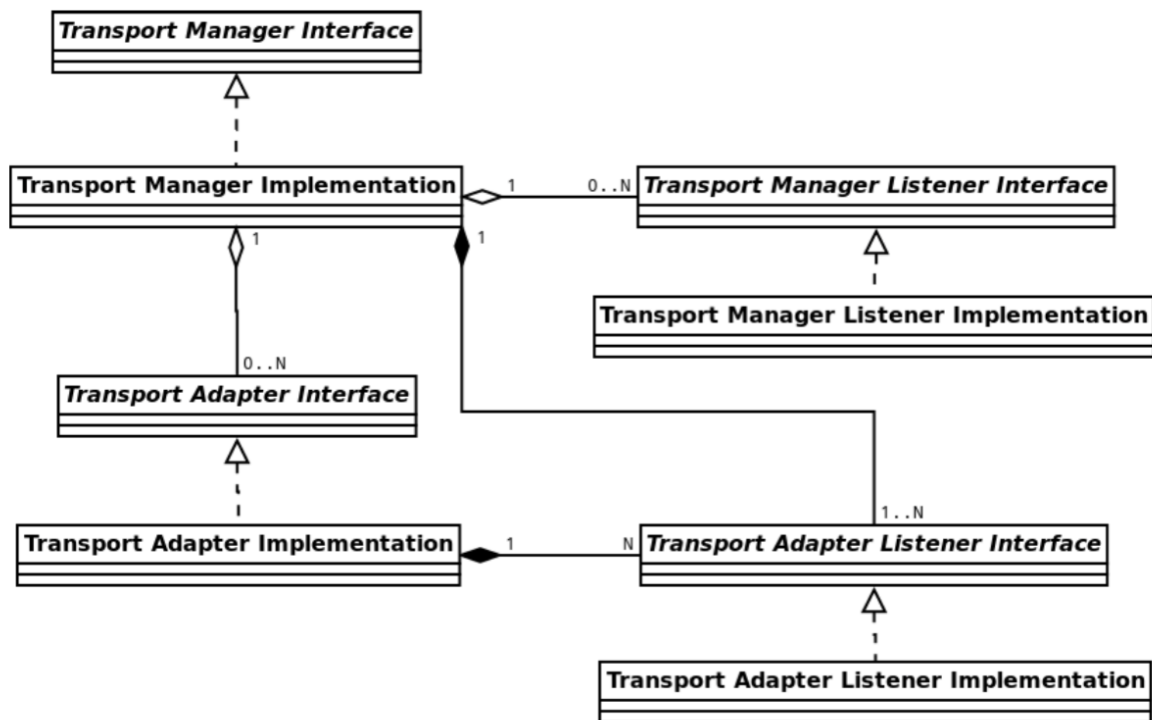 Transport Manager Interface
Transport Manager Implementation
1
0..N
Transport Manager Listener Interface
1
1
Transport Manager Listener Implementation
0..N
Transport Adapter Interface
1..N
Transport Adapter Implementation
1
N
Transport Adapter Listener Interface
Transport Adapter Listener Implementation